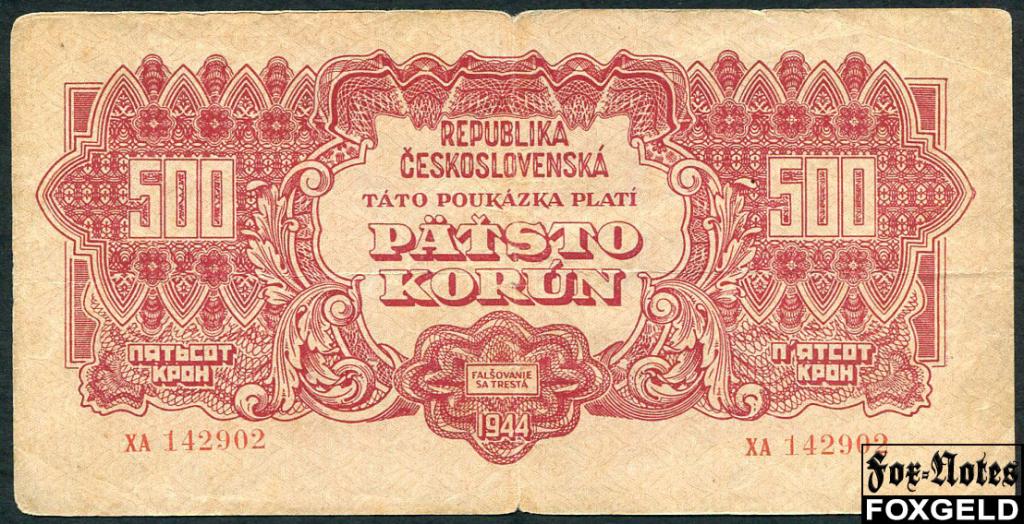 REPUBLIKA
ČESKOSLOVENSKÁ
TÁTO POUKÁZKA PLATÍ
PÄŤSTO
KORÚN
500
500
ПЯТЬСОТ
КРОН
П'ЯТСОТ
КРОН
FALŠOVANIE
SA TRESTÁ
1944
XA 142902
XA 142902
Fox-Notes
FOXGELD